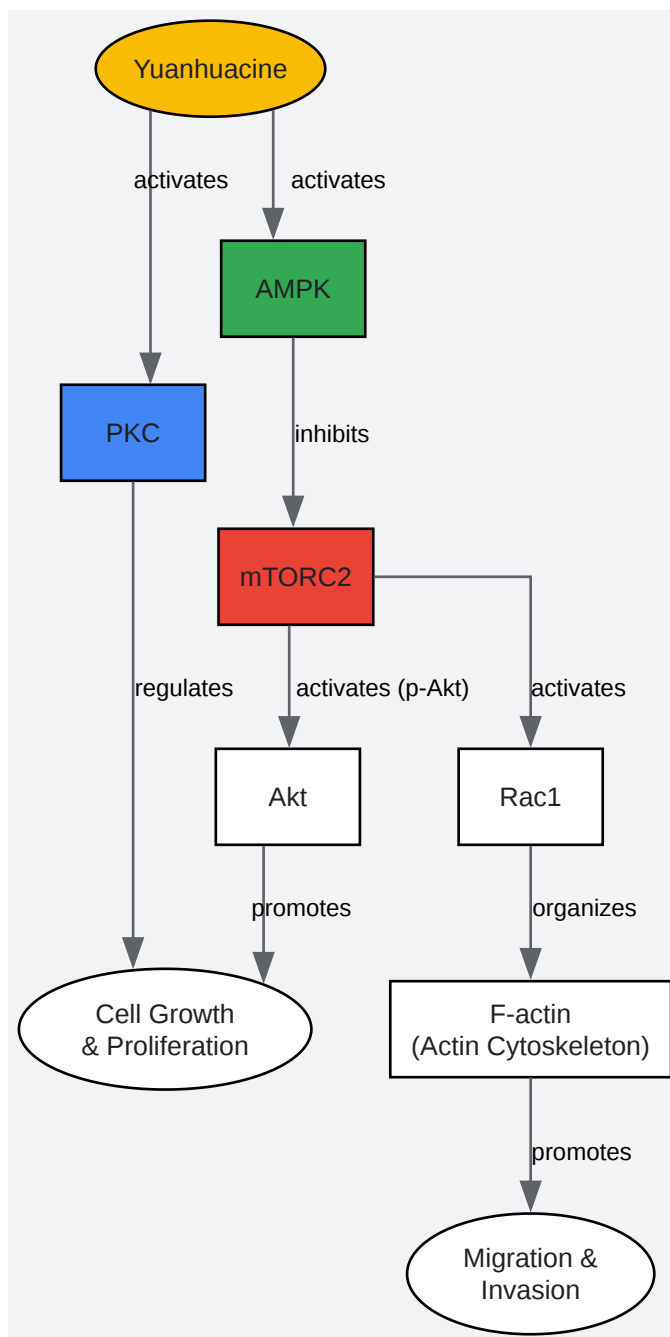 Yuanhuacine
activates
activates
AMPK
PKC
inhibits
mTORC2
regulates
activates (p-Akt)
activates
Akt
Rac1
promotes
organizes
Cell Growth
& Proliferation
F-actin
(Actin Cytoskeleton)
promotes
Migration &
Invasion